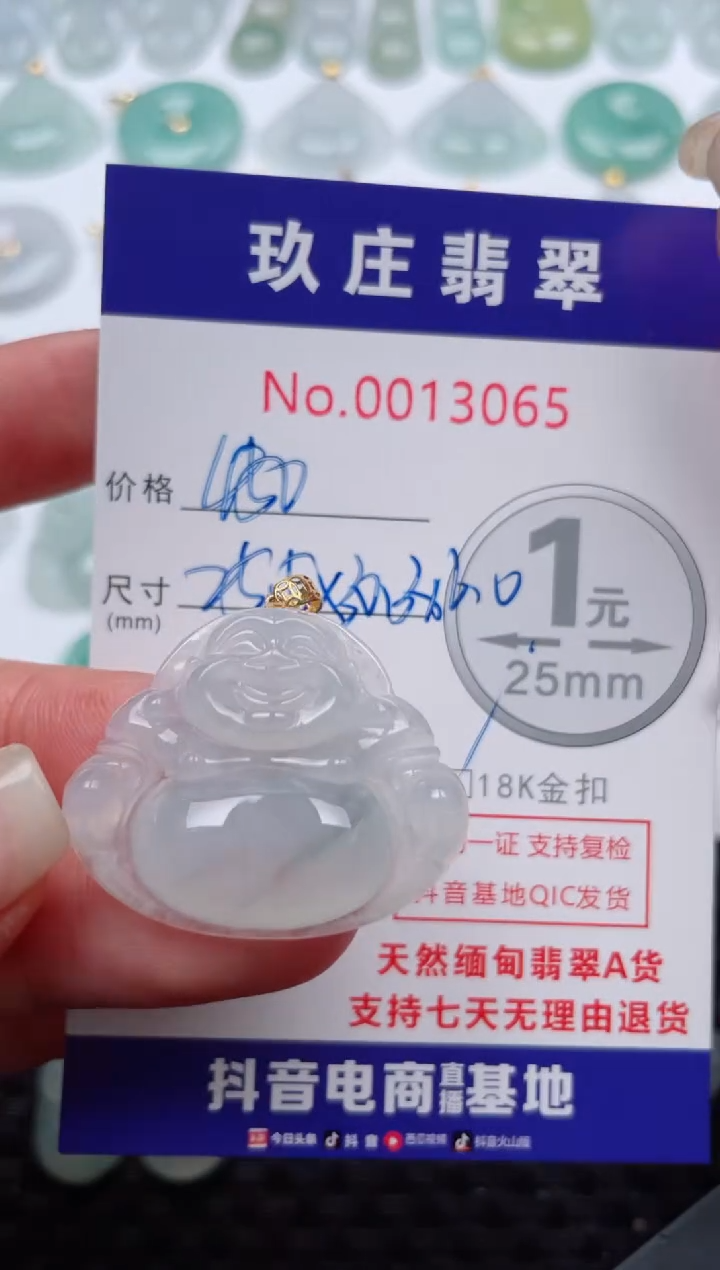 玖庄翡翠
No.0013065
价格
尺寸
(mm)
1元
25mm
18K金扣
一证 支持复检
抖音基地QIC发货
天然缅甸翡翠A货
支持七天无理由退货
抖音电商直播基地
今日头条 抖音 西瓜视频 抖音火山版